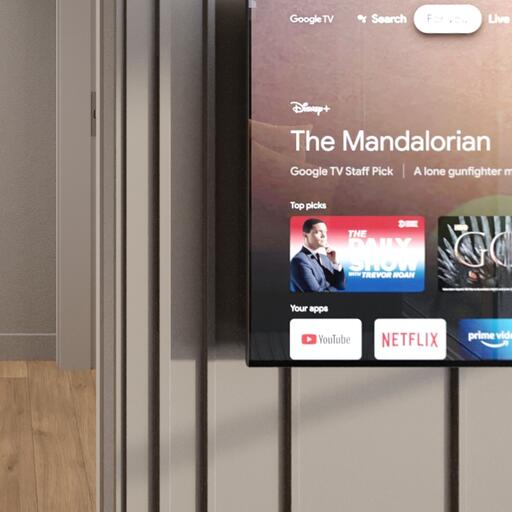 Google TV Search For you Live
Disney+
The Mandalorian
Google TV Staff Pick | A lone gunfighter m
Top picks
THE
DAILY
SHOW
WITH TREVOR NOAH
Your apps
YouTube NETFLIX prime vide